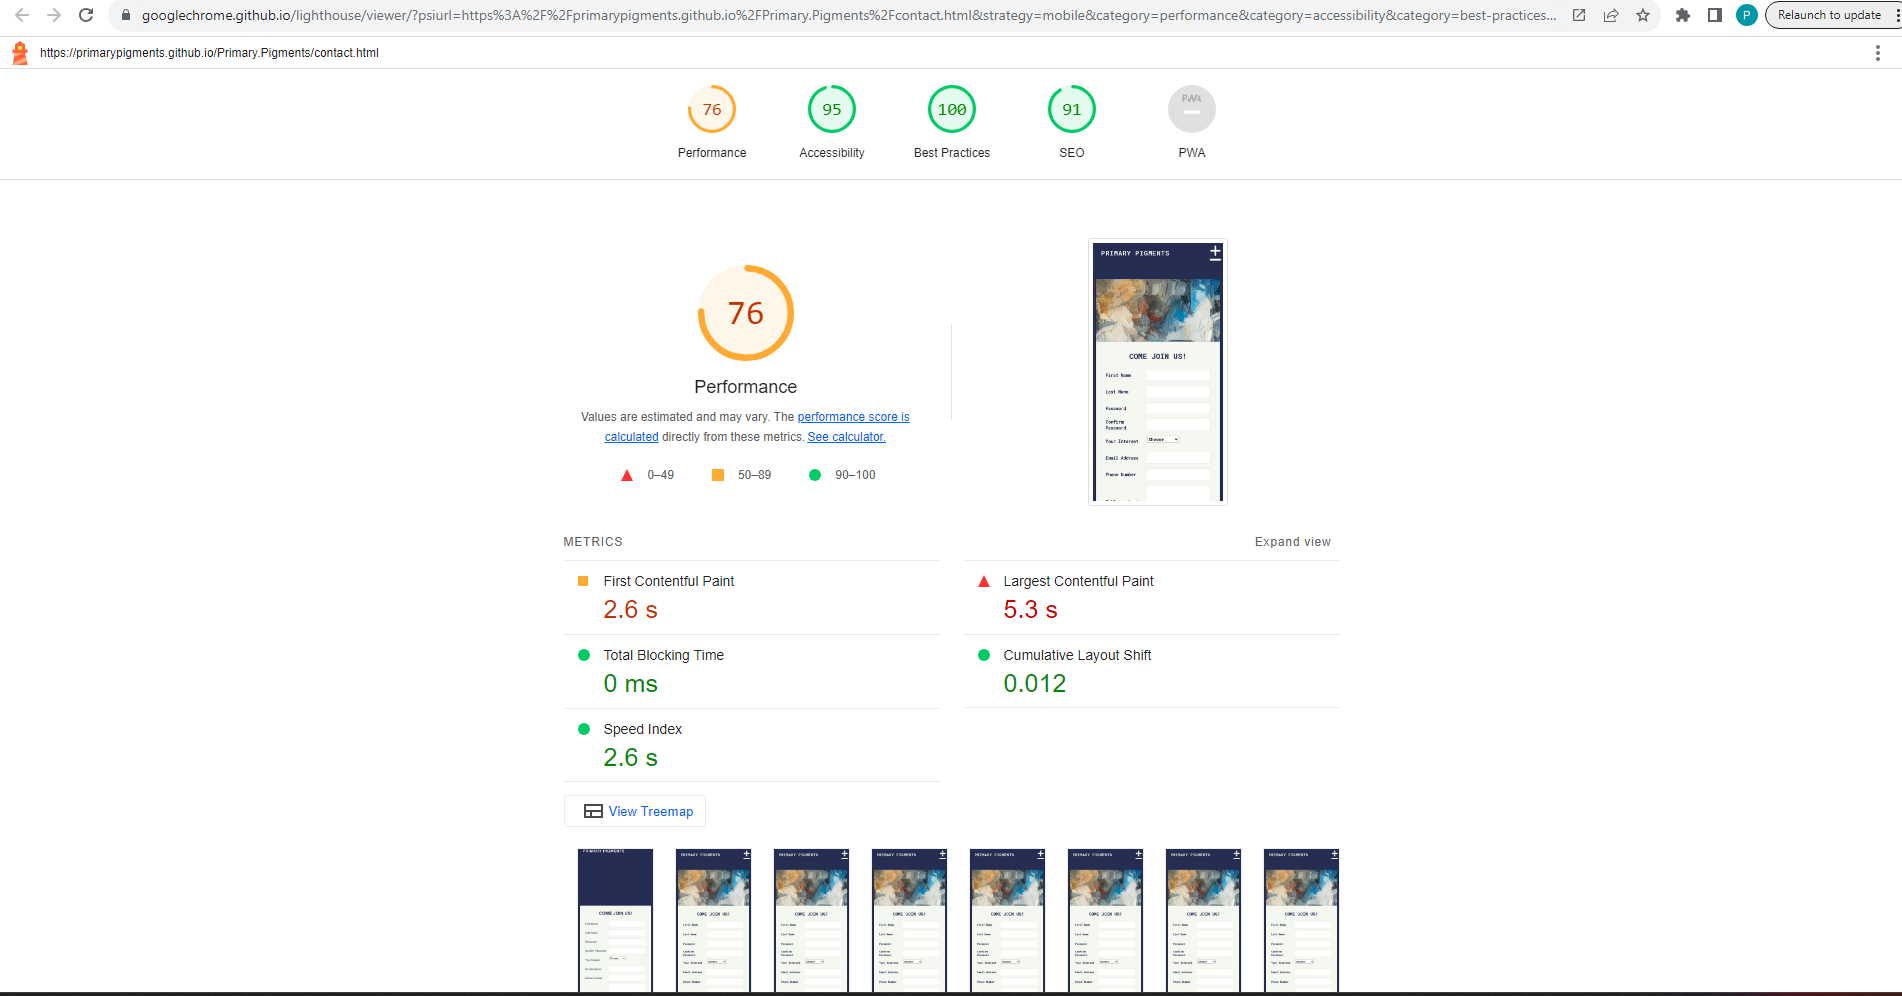 googlechrome.github.io/lighthouse/viewer/?psiurl=https%3A%2F%2Fprimarypigments.github.io%2FPrimary.Pigments%2Fcontact.html&strategy=mobile&category=performance&category=accessibility&category=best-practices...
P
Relaunch to update
https://primarypigments.github.io/Primary.Pigments/contact.html
76
95
100
91
PWA
Performance
Accessibility
Best Practices
SEO
PWA
76
Performance
Values are estimated and may vary. The performance score is
calculated directly from these metrics. See calculator.
0–49
50–89
90–100
PRIMARY PIGMENTS
COME JOIN US!
First Name
Last Name
Password
Confirm
Password
Your Interest
Choose
Email Address
Phone Number
METRICS
Expand view
First Contentful Paint
2.6 s
Largest Contentful Paint
5.3 s
Total Blocking Time
0 ms
Cumulative Layout Shift
0.012
Speed Index
2.6 s
View Treemap
PRIMARY PIGMENTS
PRIMARY PIGMENTS
PRIMARY PIGMENTS
PRIMARY PIGMENTS
PRIMARY PIGMENTS
PRIMARY PIGMENTS
PRIMARY PIGMENTS
PRIMARY PIGMENTS
COME JOIN US!
COME JOIN US!
COME JOIN US!
COME JOIN US!
COME JOIN US!
COME JOIN US!
COME JOIN US!
COME JOIN US!